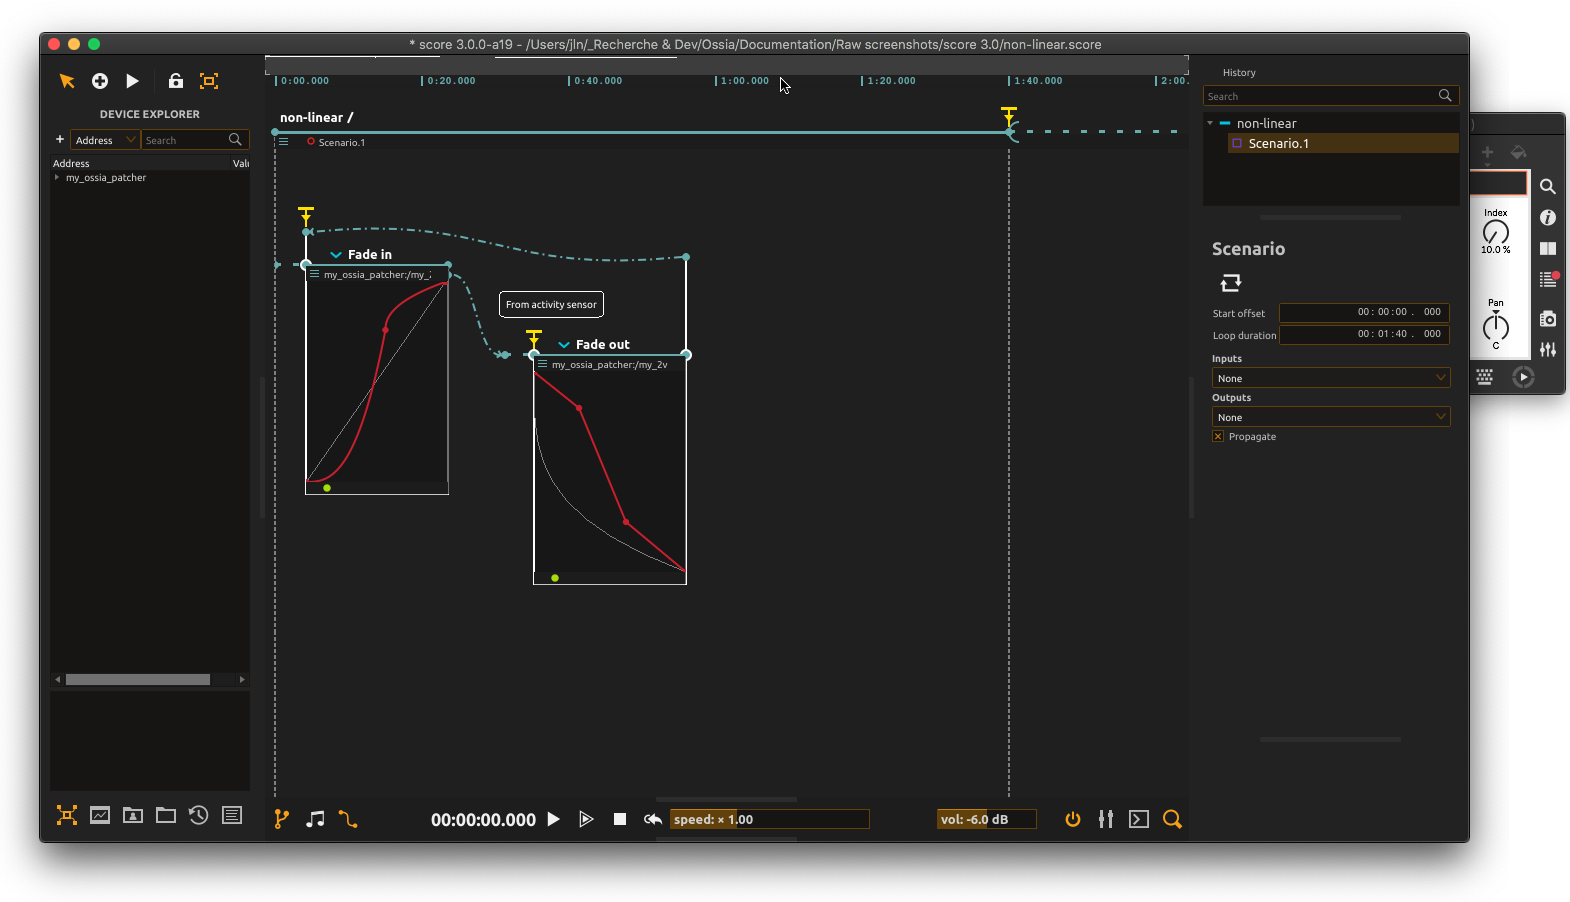 * score 3.0.0-a19 - /Users/jln/_Recherche & Dev/Ossia/Documentation/Raw screenshots/score 3.0/non-linear.score
DEVICE EXPLORER
+ Address Search
Address Valu
my_ossia_patcher
0:00.000 0:20.000 0:40.000 1:00.000 1:20.000 1:40.000 2:00.
non-linear /
Scenario.1
Fade in
my_ossia_patcher:/my_2
From activity sensor
Fade out
my_ossia_patcher:/my_2v
00:00:00.000
speed: × 1.00
vol: -6.0 dB
History
Search
non-linear
Scenario.1
Scenario
Start offset 00: 00: 00 . 000
Loop duration 00: 01: 40 . 000
Inputs
None
Outputs
None
Propagate
)
Index
10.0 %
Pan
C